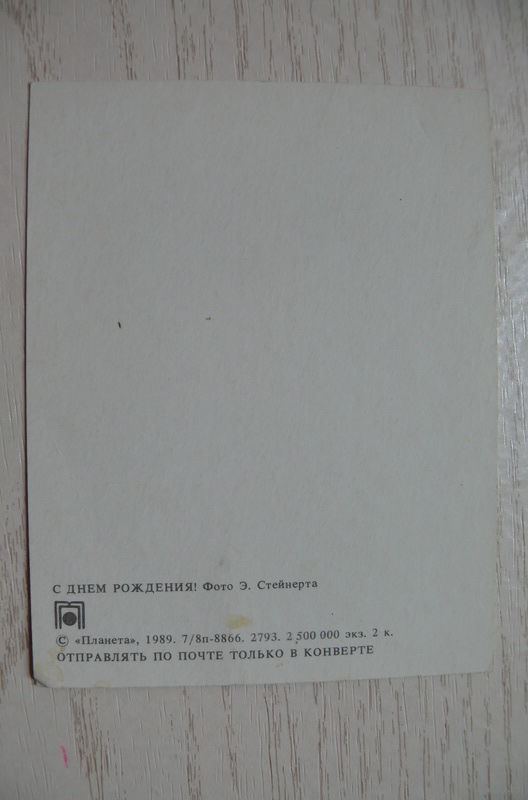 С ДНЕМ РОЖДЕНИЯ! Фото Э. Стейнерта
© «Планета», 1989. 7/8п-8866. 2793. 2 500 000 экз. 2 к.
ОТПРАВЛЯТЬ ПО ПОЧТЕ ТОЛЬКО В КОНВЕРТЕ